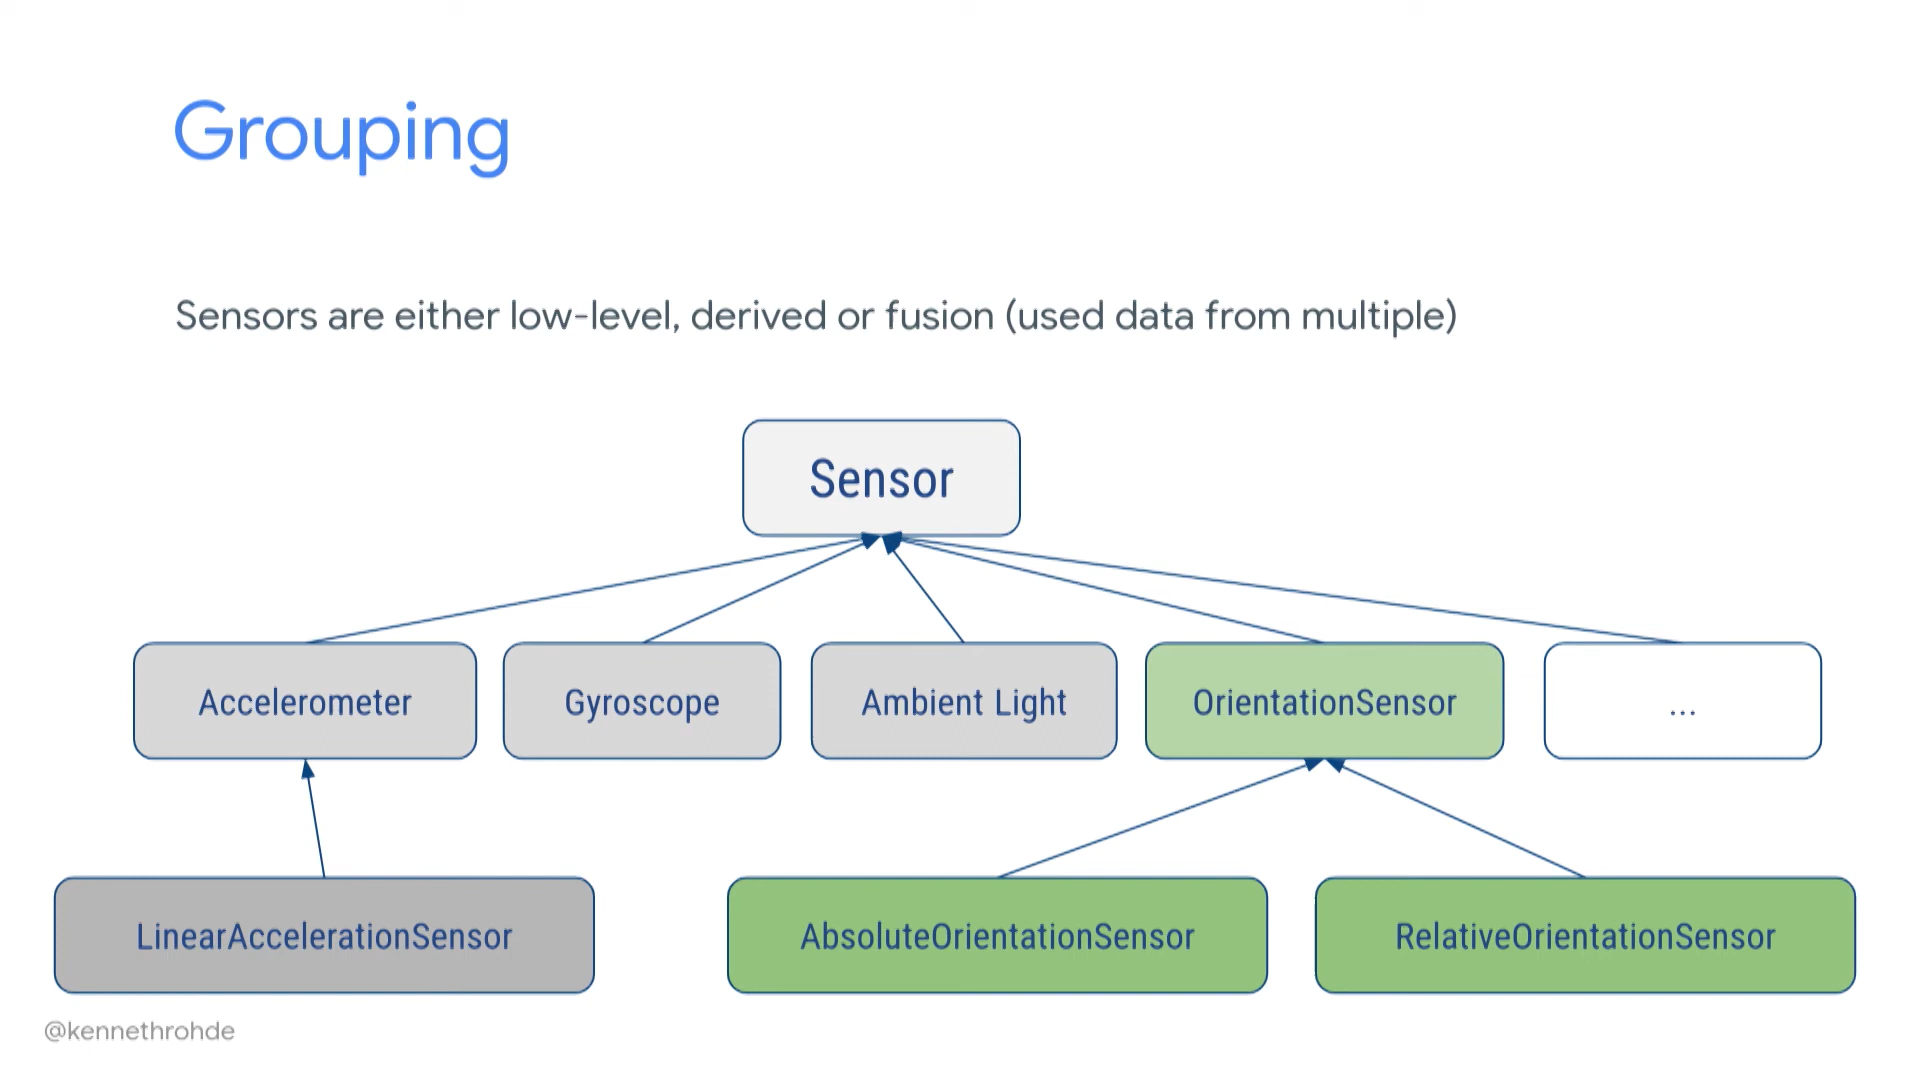 Grouping
Sensors are either low-level, derived or fusion (used data from multiple)
Sensor
Accelerometer
Gyroscope
Ambient Light
OrientationSensor
...
LinearAccelerationSensor
AbsoluteOrientationSensor
RelativeOrientationSensor
@kennethrohde